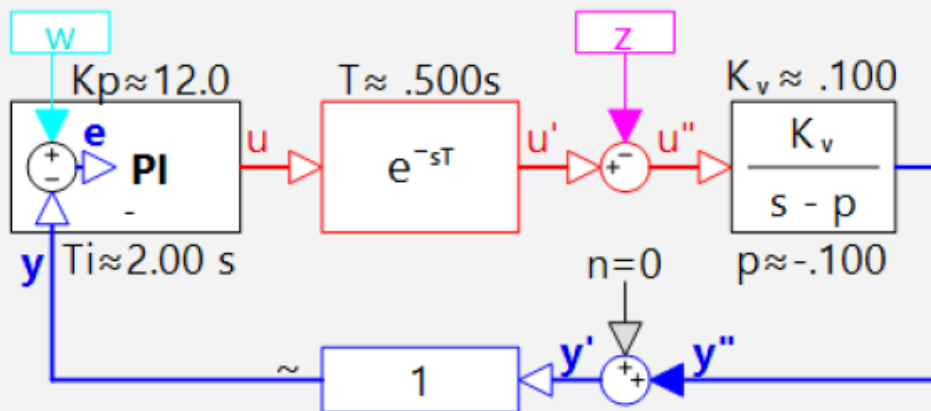 w
z
Kp≈12.0
T≈ .500s
Kᵥ≈ .100
+
e
−
PI
-
u
e⁻ˢᵀ
u'
+
−
u"
Kᵥ
s - p
y
Ti≈2.00 s
n=0
p≈-.100
~
1
y'
+
+
y"